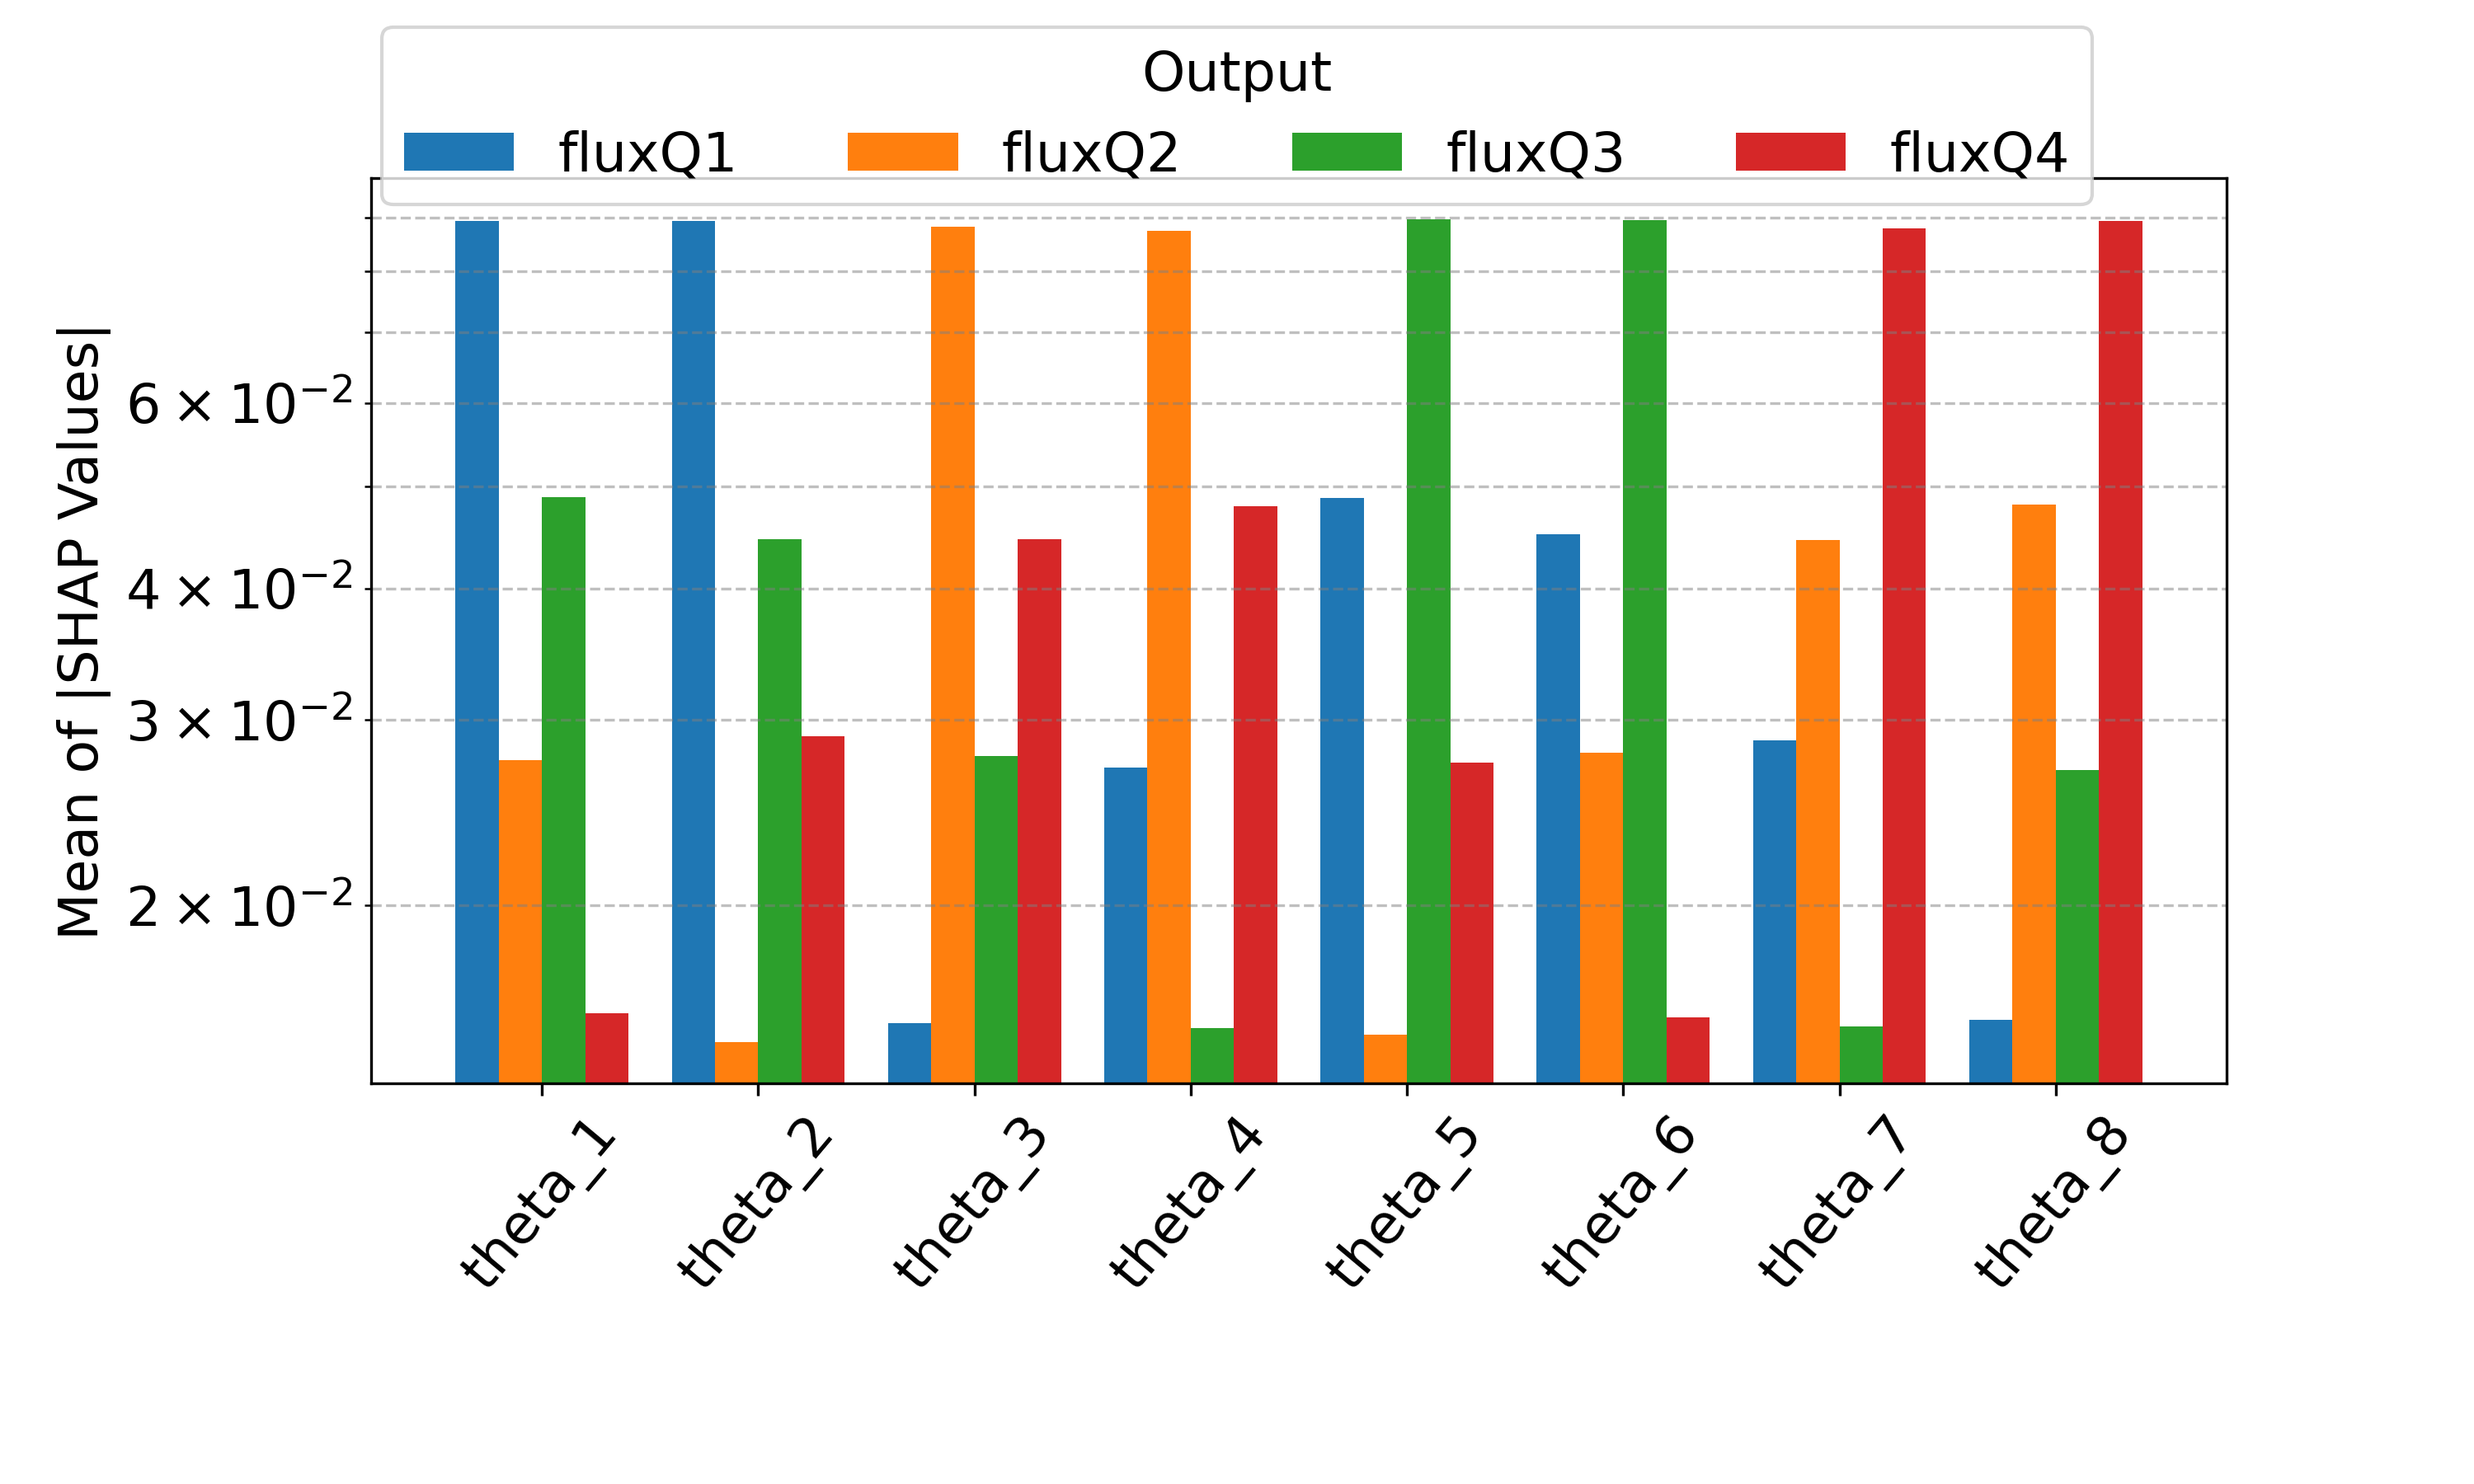 Output
fluxQ1 fluxQ2 fluxQ3 fluxQ4
Mean of |SHAP Values|
6 × 10⁻²
4 × 10⁻²
3 × 10⁻²
2 × 10⁻²
theta_1 theta_2 theta_3 theta_4 theta_5 theta_6 theta_7 theta_8